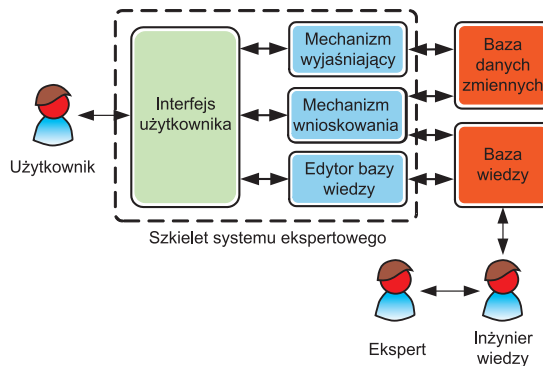 Mechanizm
wyjaśniający
Baza
danych
zmiennych
Interfejs
użytkownika
Mechanizm
wnioskowania
Użytkownik
Edytor bazy
wiedzy
Baza
wiedzy
Szkielet systemu ekspertowego
Ekspert
Inżynier
wiedzy